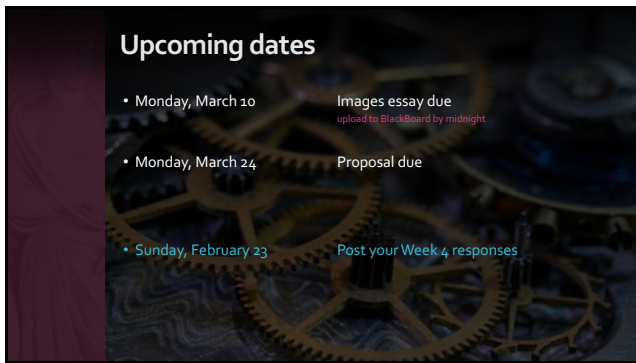 Upcoming dates
• Monday, March 10 Images essay due
upload to BlackBoard by midnight
• Monday, March 24 Proposal due
• Sunday, February 23 Post your Week 4 responses